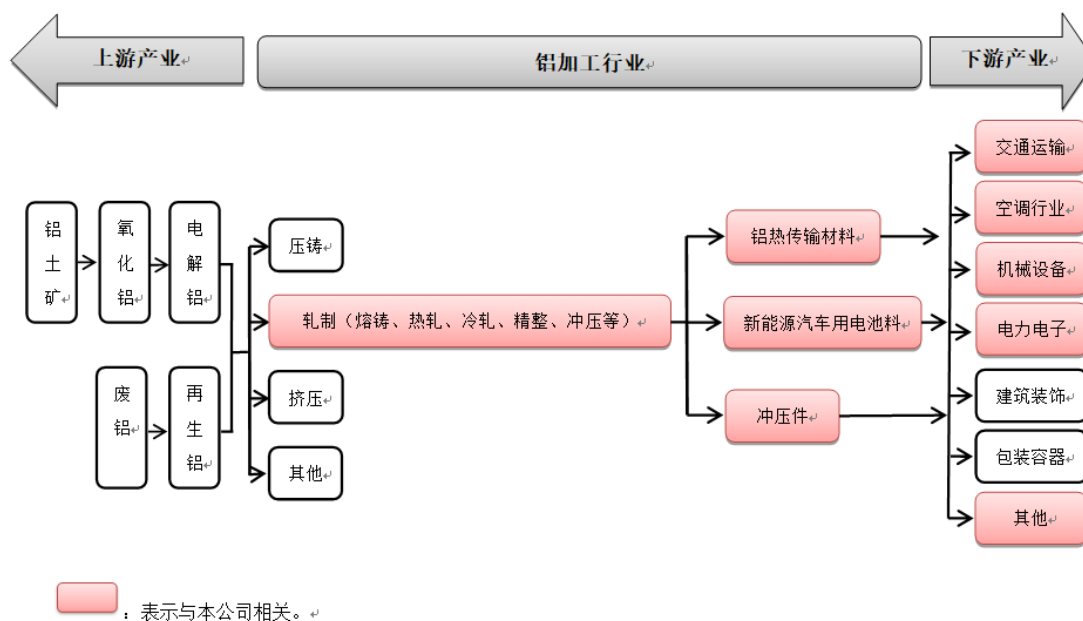 上游产业
铝加工行业
下游产业
铝土矿
氧化铝
电解铝
废铝
再生铝
压铸
轧制（熔铸、热轧、冷轧、精整、冲压等）
挤压
其他
铝热传输材料
新能源汽车用电池料
冲压件
交通运输
空调行业
机械设备
电力电子
建筑装饰
包装容器
其他
：表示与本公司相关。